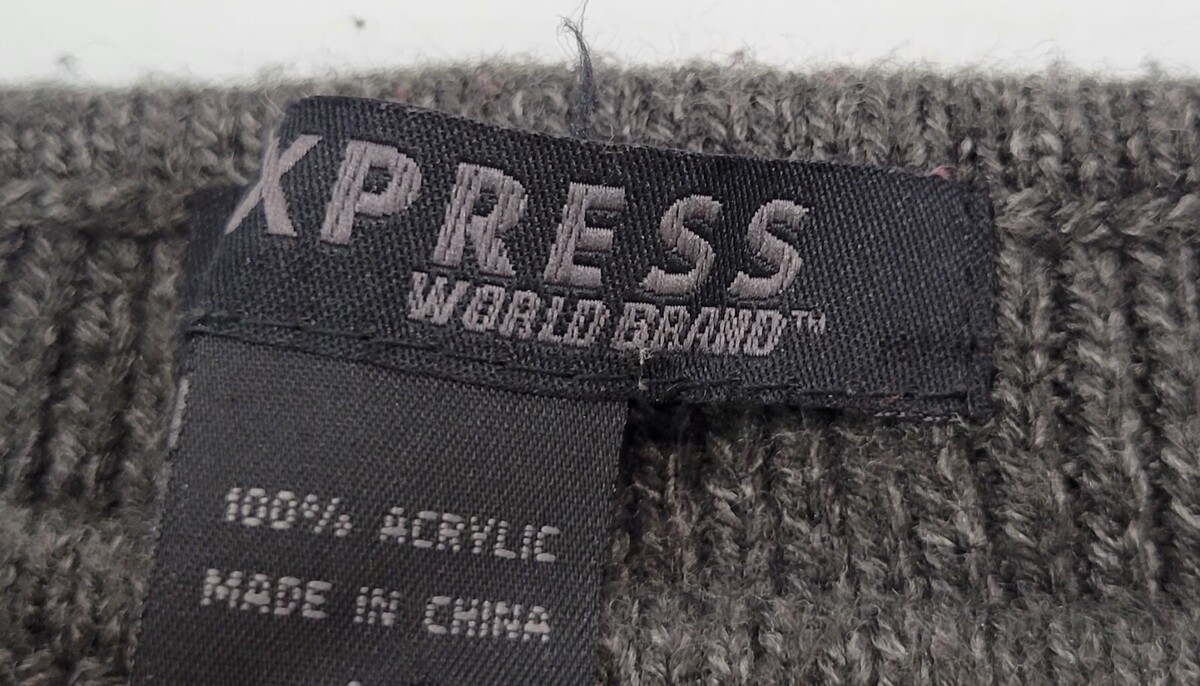 XPRESS
WORLD BRAND™
100% ACRYLIC
MADE IN CHINA